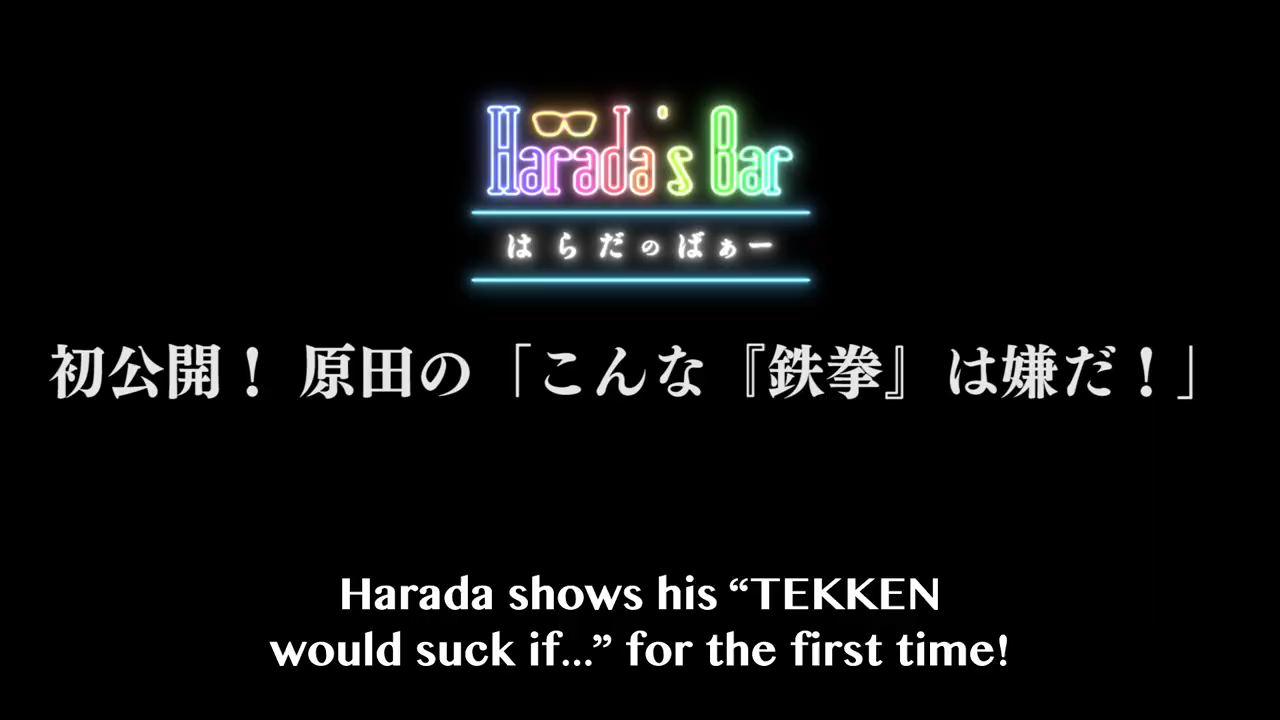 Harada's Bar
はらだのばぁー
初公開！ 原田の「こんな『鉄拳』は嫌だ！」
Harada shows his “TEKKEN
would suck if...” for the first time!